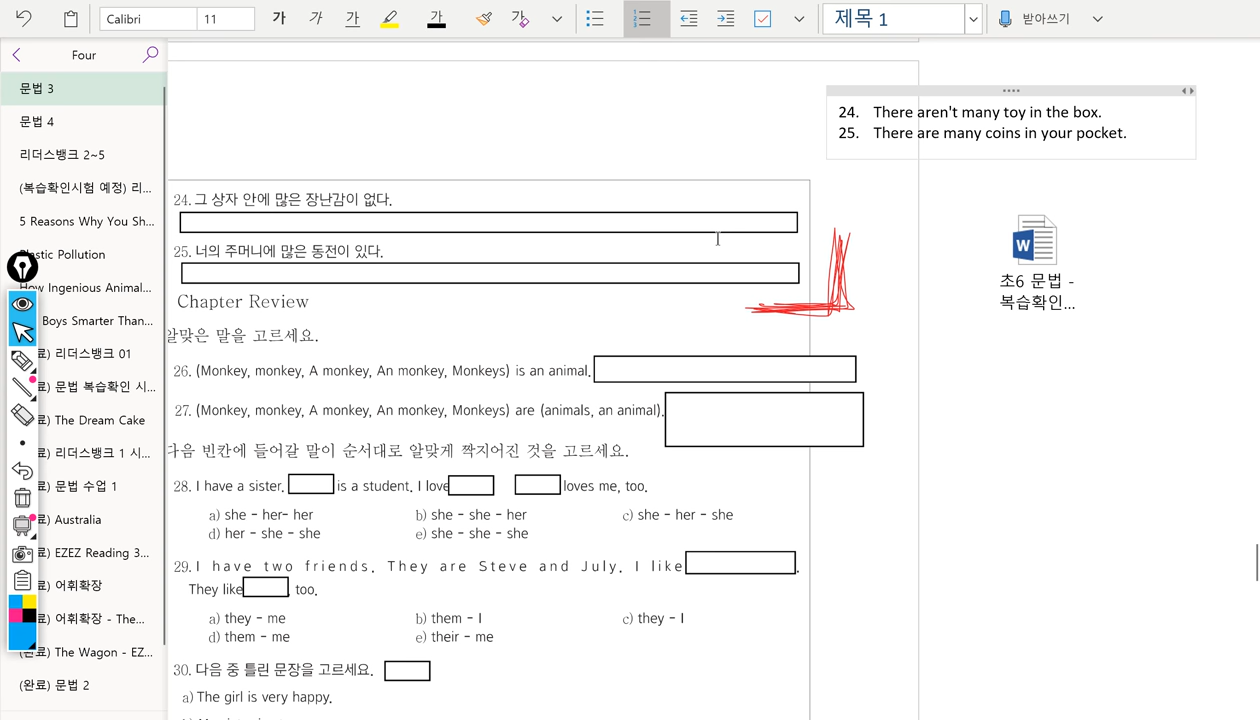 Calibri 11 가 가 가 가 가 제목 1 받아쓰기
Four
문법 3
문법 4
리더스뱅크 2~5
(복습확인시험 예정) 리...
5 Reasons Why You Sh...
Plastic Pollution
How Ingenious Animal...
Boys Smarter Than...
료) 리더스뱅크 01
료) 문법 복습확인 시...
료) The Dream Cake
료) 리더스뱅크 1 시...
료) 문법 수업 1
료) Australia
료) EZEZ Reading 3...
료) 어휘확장
료) 어휘확장 - The...
(완료) The Wagon - EZ...
(완료) 문법 2
24. There aren't many toy in the box.
25. There are many coins in your pocket.
초6 문법 -
복습확인...
24. 그 상자 안에 많은 장난감이 없다.
25. 너의 주머니에 많은 동전이 있다.
Chapter Review
알맞은 말을 고르세요.
26. (Monkey, monkey, A monkey, An monkey, Monkeys) is an animal.
27. (Monkey, monkey, A monkey, An monkey, Monkeys) are (animals, an animal).
다음 빈칸에 들어갈 말이 순서대로 알맞게 짝지어진 것을 고르세요.
28. I have a sister. is a student. I love loves me, too.
a) she - her- her b) she - she - her c) she - her - she
d) her - she - she e) she - she - she
29. I have two friends. They are Steve and July. I like .
They like , too.
a) they - me b) them - I c) they - I
d) them - me e) their - me
30. 다음 중 틀린 문장을 고르세요.
a) The girl is very happy.